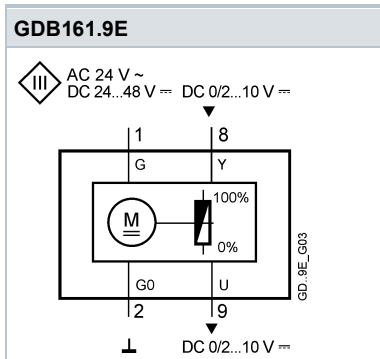 GDB161.9E
III
AC 24 V ~
DC 24...48 V ⎓ DC 0/2...10 V ⎓
1 8
G Y
100%
M
0%
G0 U
2 9
DC 0/2...10 V ⎓
GD..9E_G03